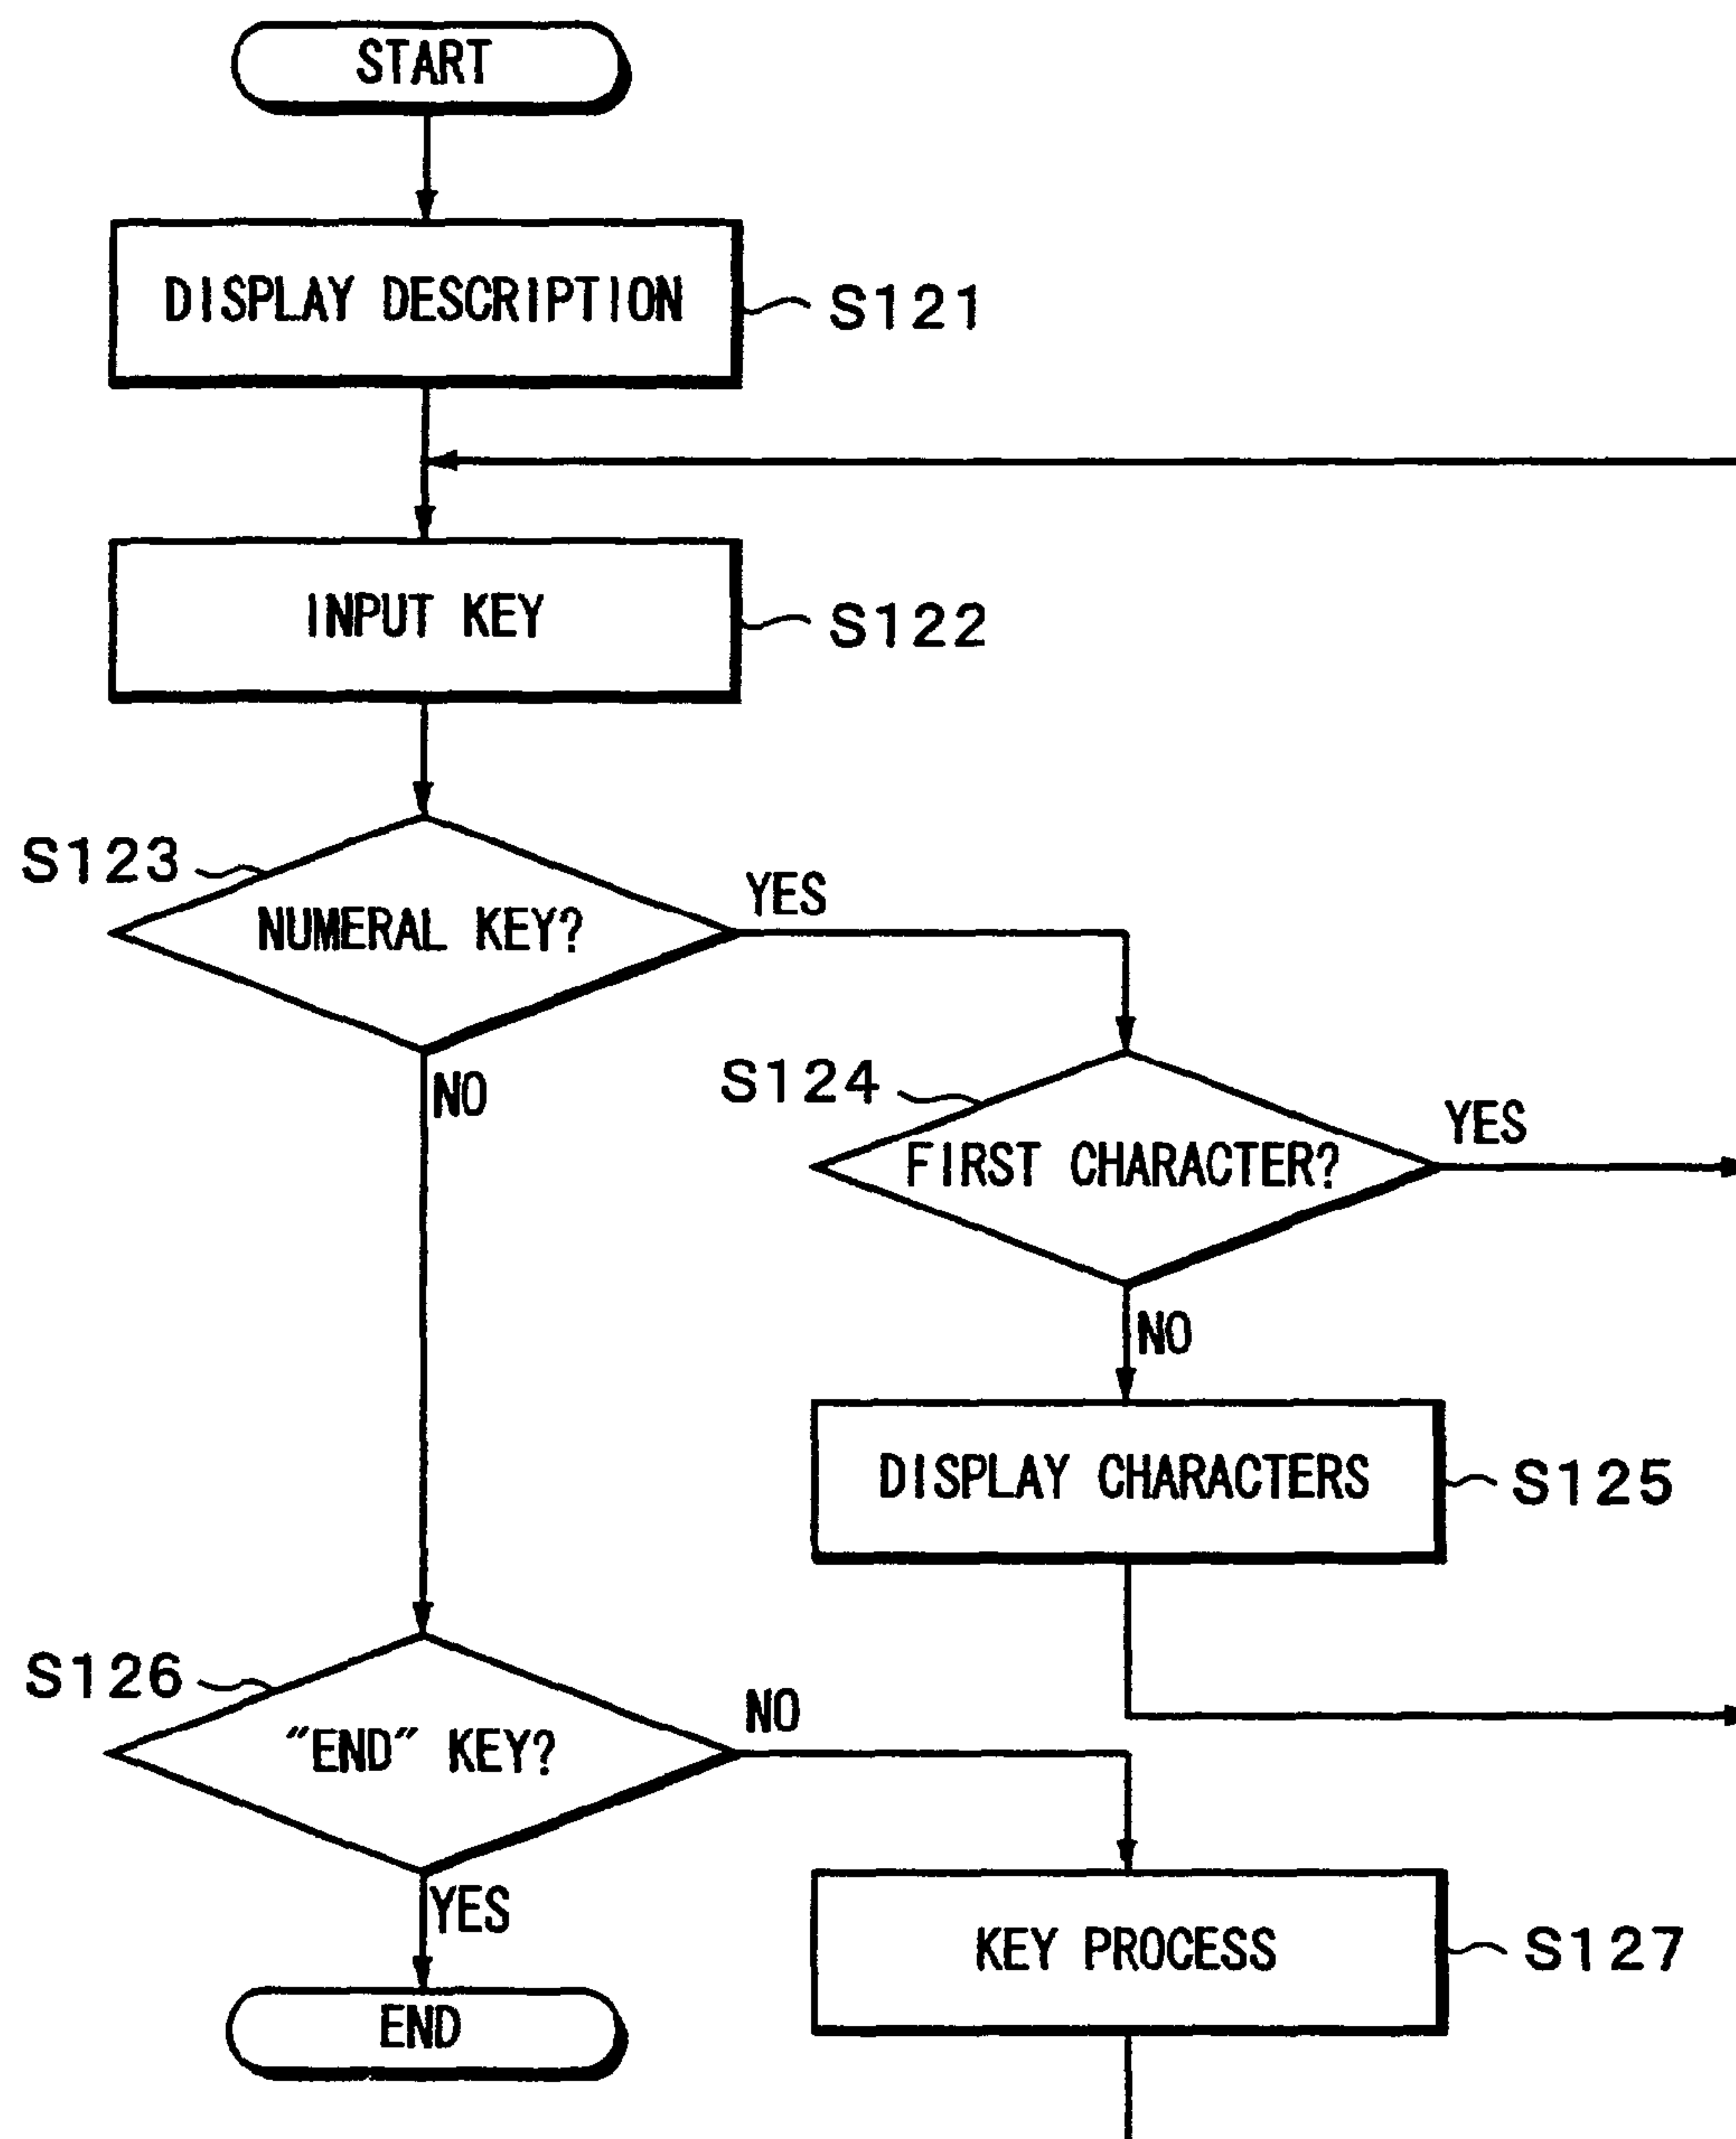 START
DISPLAY DESCRIPTION
S121
INPUT KEY
S122
S123
NUMERAL KEY?
YES
NO
S124
FIRST CHARACTER?
YES
NO
DISPLAY CHARACTERS
S125
S126
"END" KEY?
NO
YES
KEY PROCESS
S127
END